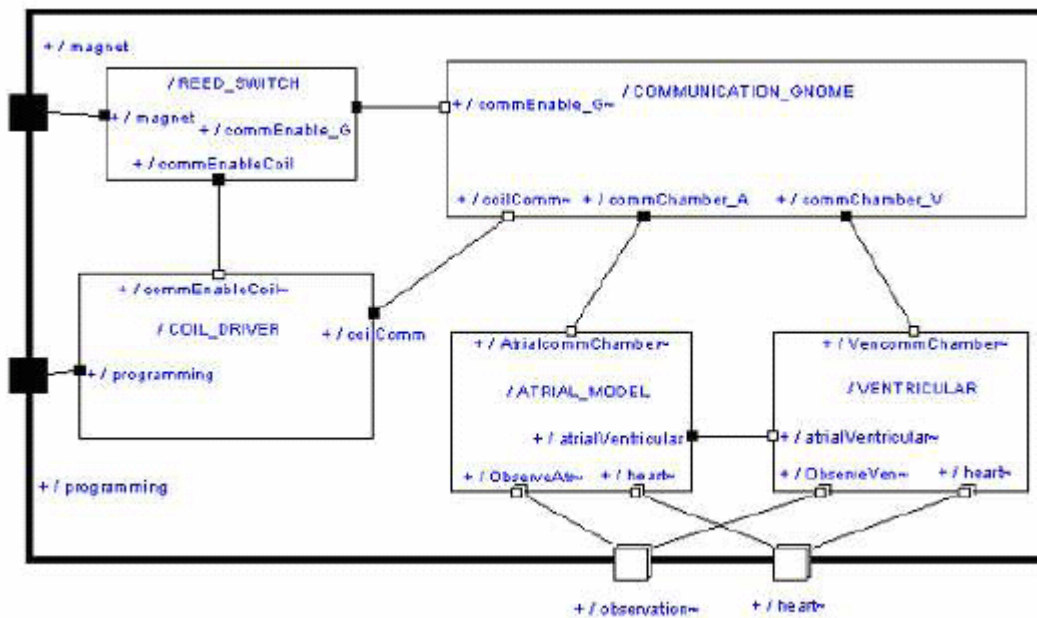 + / magnet
/REED_SWITCH
+ / magnet
+ / commEnable_G
+ / commEnableCoil
/COMMUNICATION_GNOME
+ / commEnable_G~
+ / coilComm~
+ / commChamber_A
+ / commChamber_V
+ / commEnableCoil~
/COIL_DRIVER
+ / coilComm
+ / programming
+ / AtrialcommChamber~
/ATRIAL_MODEL
+ / atrialVentricular
+ / ObserveAtr~
+ / heart~
+ / VencommChamber~
/VENTRICULAR
+ / atrialVentricular~
+ / ObserveVen~
+ / heart~
+ / programming
+ / observation~
+ / heart~